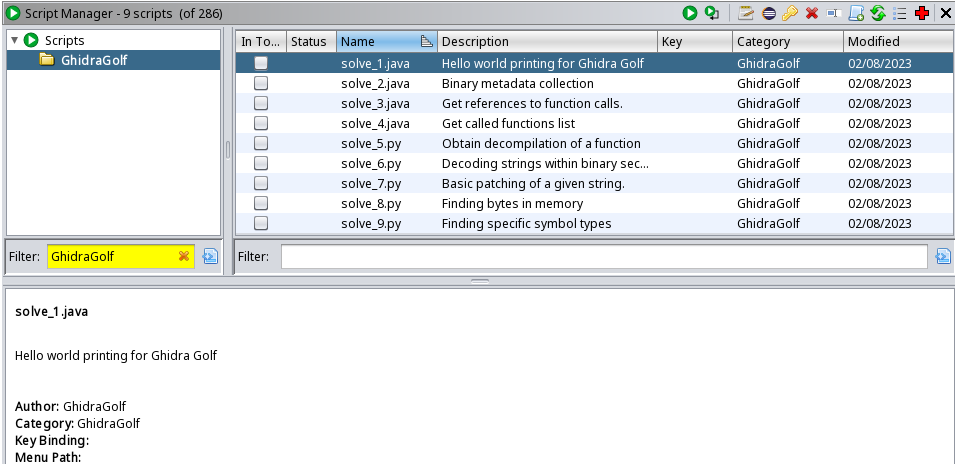 Script Manager - 9 scripts (of 286)
Scripts
GhidraGolf
In To... Status Name Description Key Category Modified
solve_1.java Hello world printing for Ghidra Golf GhidraGolf 02/08/2023
solve_2.java Binary metadata collection GhidraGolf 02/08/2023
solve_3.java Get references to function calls. GhidraGolf 02/08/2023
solve_4.java Get called functions list GhidraGolf 02/08/2023
solve_5.py Obtain decompilation of a function GhidraGolf 02/08/2023
solve_6.py Decoding strings within binary sec... GhidraGolf 02/08/2023
solve_7.py Basic patching of a given string. GhidraGolf 02/08/2023
solve_8.py Finding bytes in memory GhidraGolf 02/08/2023
solve_9.py Finding specific symbol types GhidraGolf 02/08/2023
Filter: GhidraGolf Filter:
solve_1.java
Hello world printing for Ghidra Golf
Author: GhidraGolf
Category: GhidraGolf
Key Binding:
Menu Path: